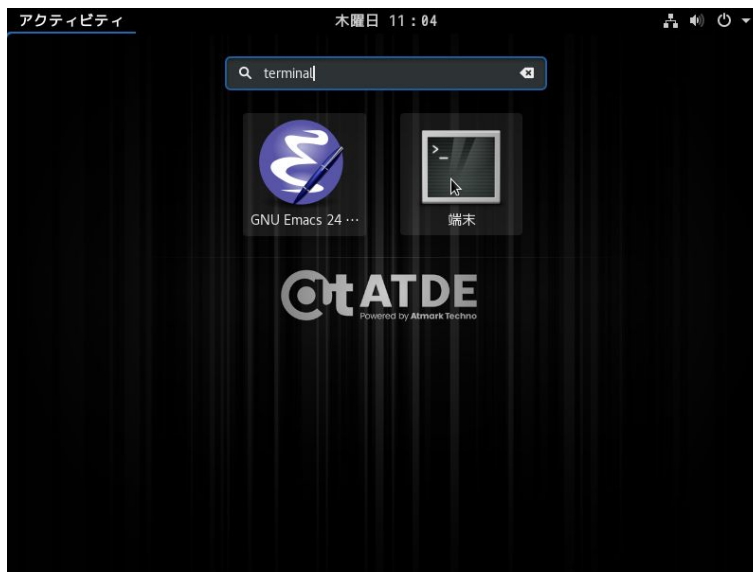 アクティビティ
木曜日 11：04
terminal
GNU Emacs 24 …
端末
>_
@t ATDE
Powered by Atmark Techno